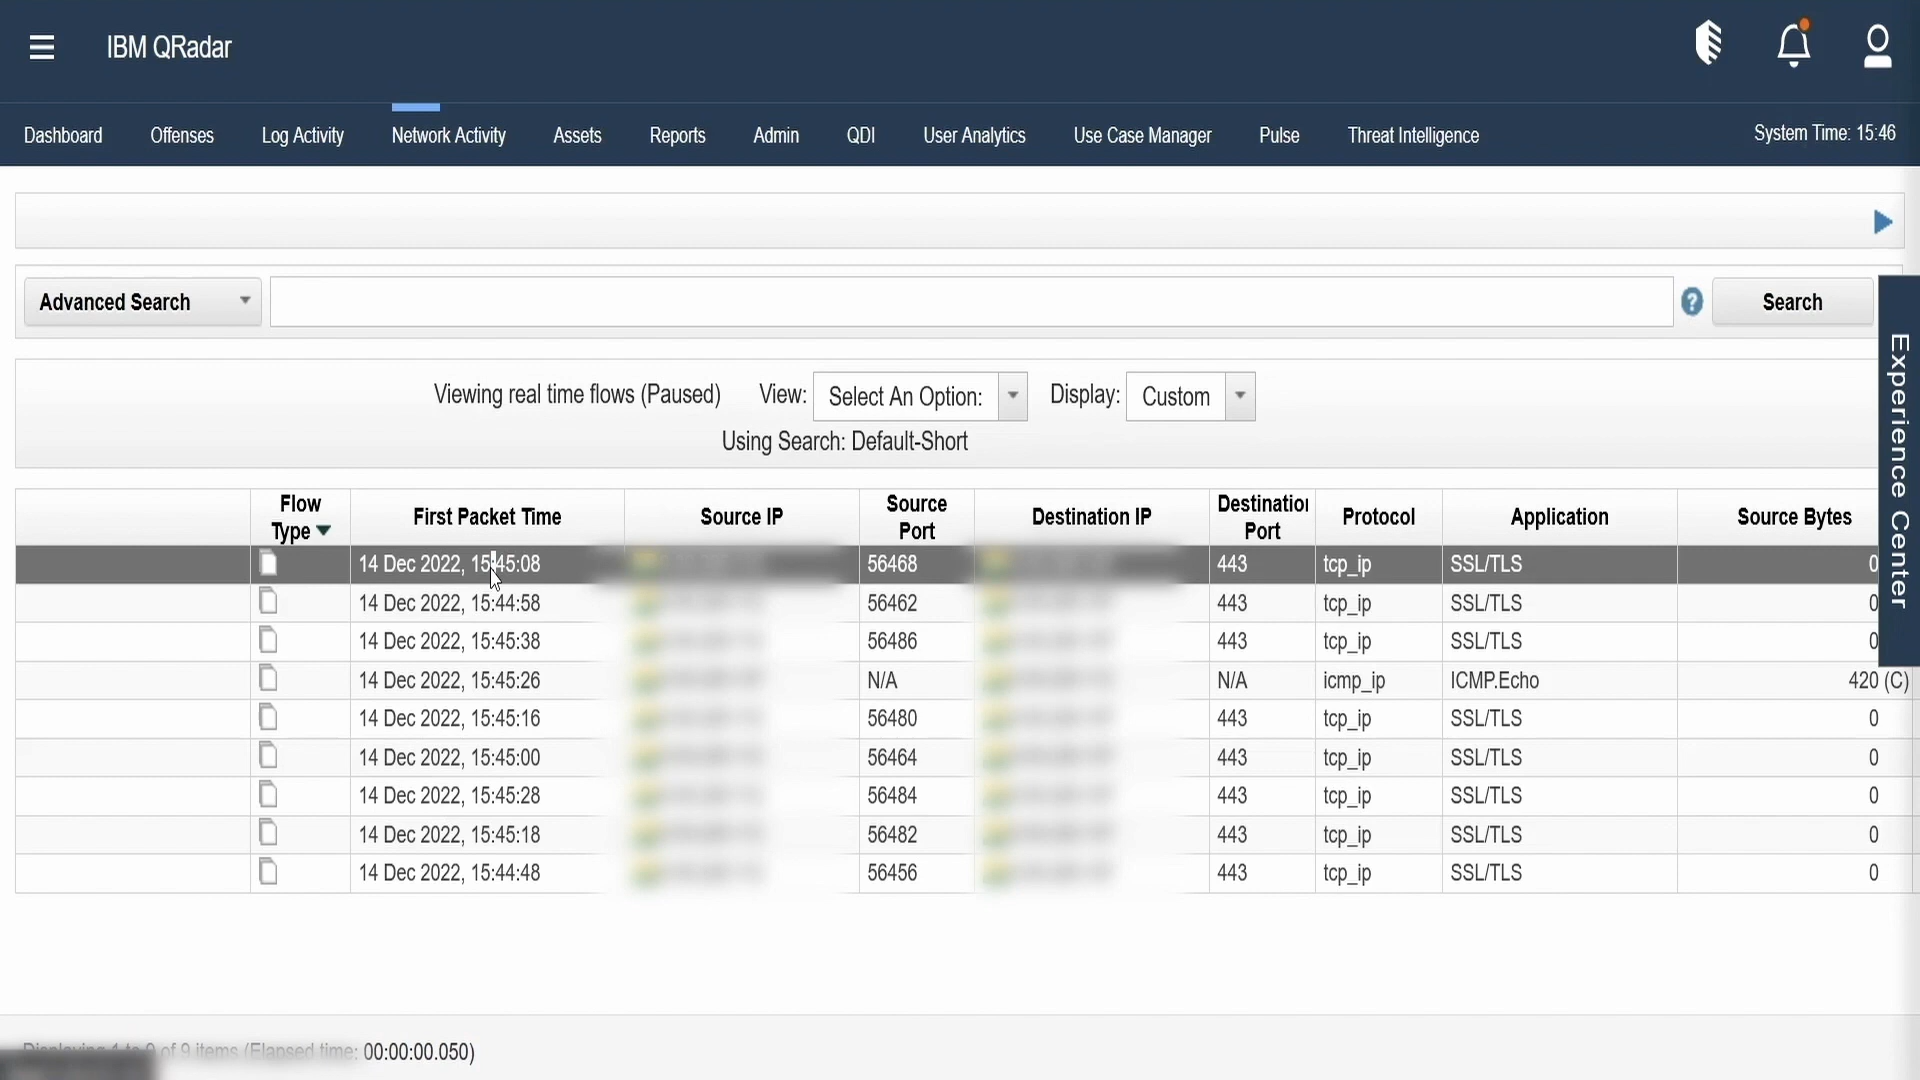 IBM QRadar
Dashboard Offenses Log Activity Network Activity Assets Reports Admin QDI User Analytics Use Case Manager Pulse Threat Intelligence System Time: 15:46
Advanced Search ? Search
Experience Center
Viewing real time flows (Paused) View: Select An Option: Display: Custom
Using Search: Default-Short
Flow Type First Packet Time Source IP Source Port Destination IP Destination Port Protocol Application Source Bytes
14 Dec 2022, 15:45:08 56468 443 tcp_ip SSL/TLS 0
14 Dec 2022, 15:44:58 56462 443 tcp_ip SSL/TLS 0
14 Dec 2022, 15:45:38 56486 443 tcp_ip SSL/TLS 0
14 Dec 2022, 15:45:26 N/A N/A icmp_ip ICMP.Echo 420 (C)
14 Dec 2022, 15:45:16 56480 443 tcp_ip SSL/TLS 0
14 Dec 2022, 15:45:00 56464 443 tcp_ip SSL/TLS 0
14 Dec 2022, 15:45:28 56484 443 tcp_ip SSL/TLS 0
14 Dec 2022, 15:45:18 56482 443 tcp_ip SSL/TLS 0
14 Dec 2022, 15:44:48 56456 443 tcp_ip SSL/TLS 0
Displaying 1 to 9 of 9 items (Elapsed time: 00:00:00.050)